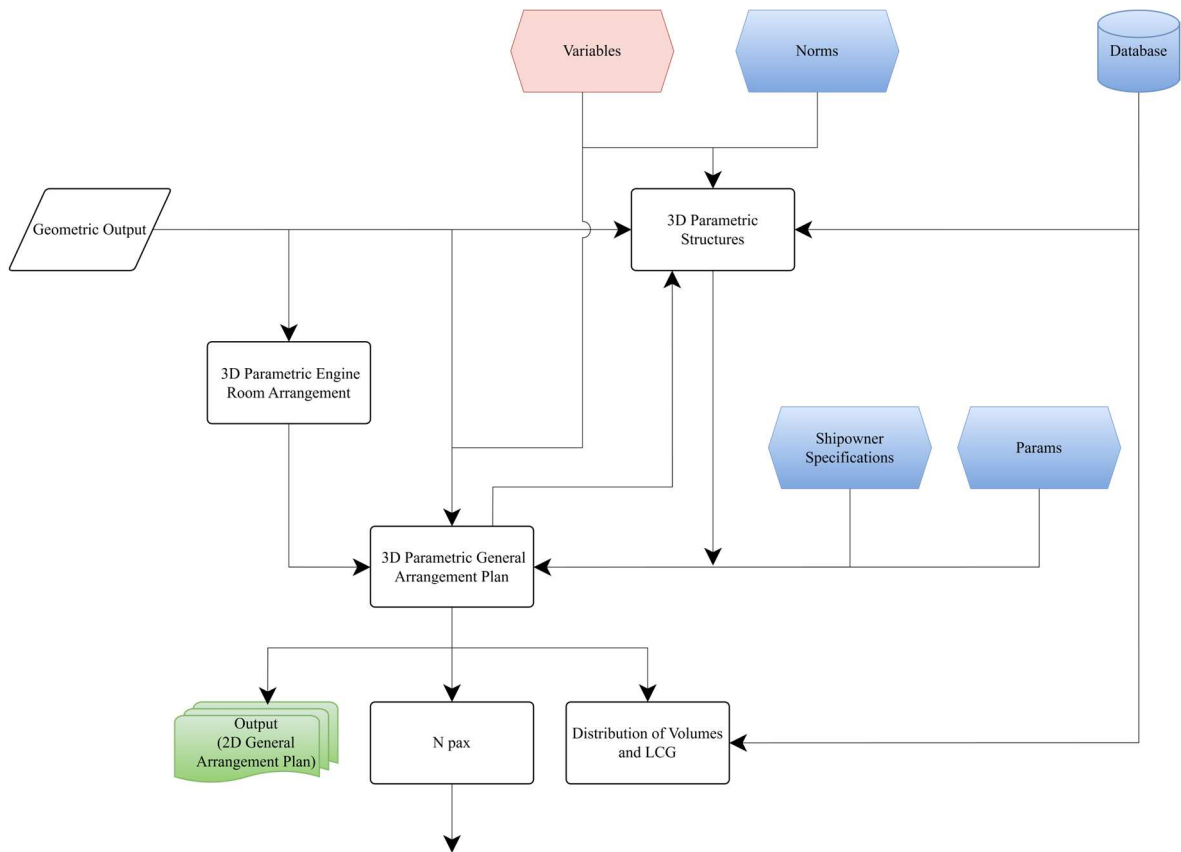 Variables
Norms
Database
Geometric Output
3D Parametric
Structures
3D Parametric Engine
Room Arrangement
Shipowner
Specifications
Params
3D Parametric General
Arrangement Plan
Output
(2D General
Arrangement Plan)
N pax
Distribution of Volumes
and LCG